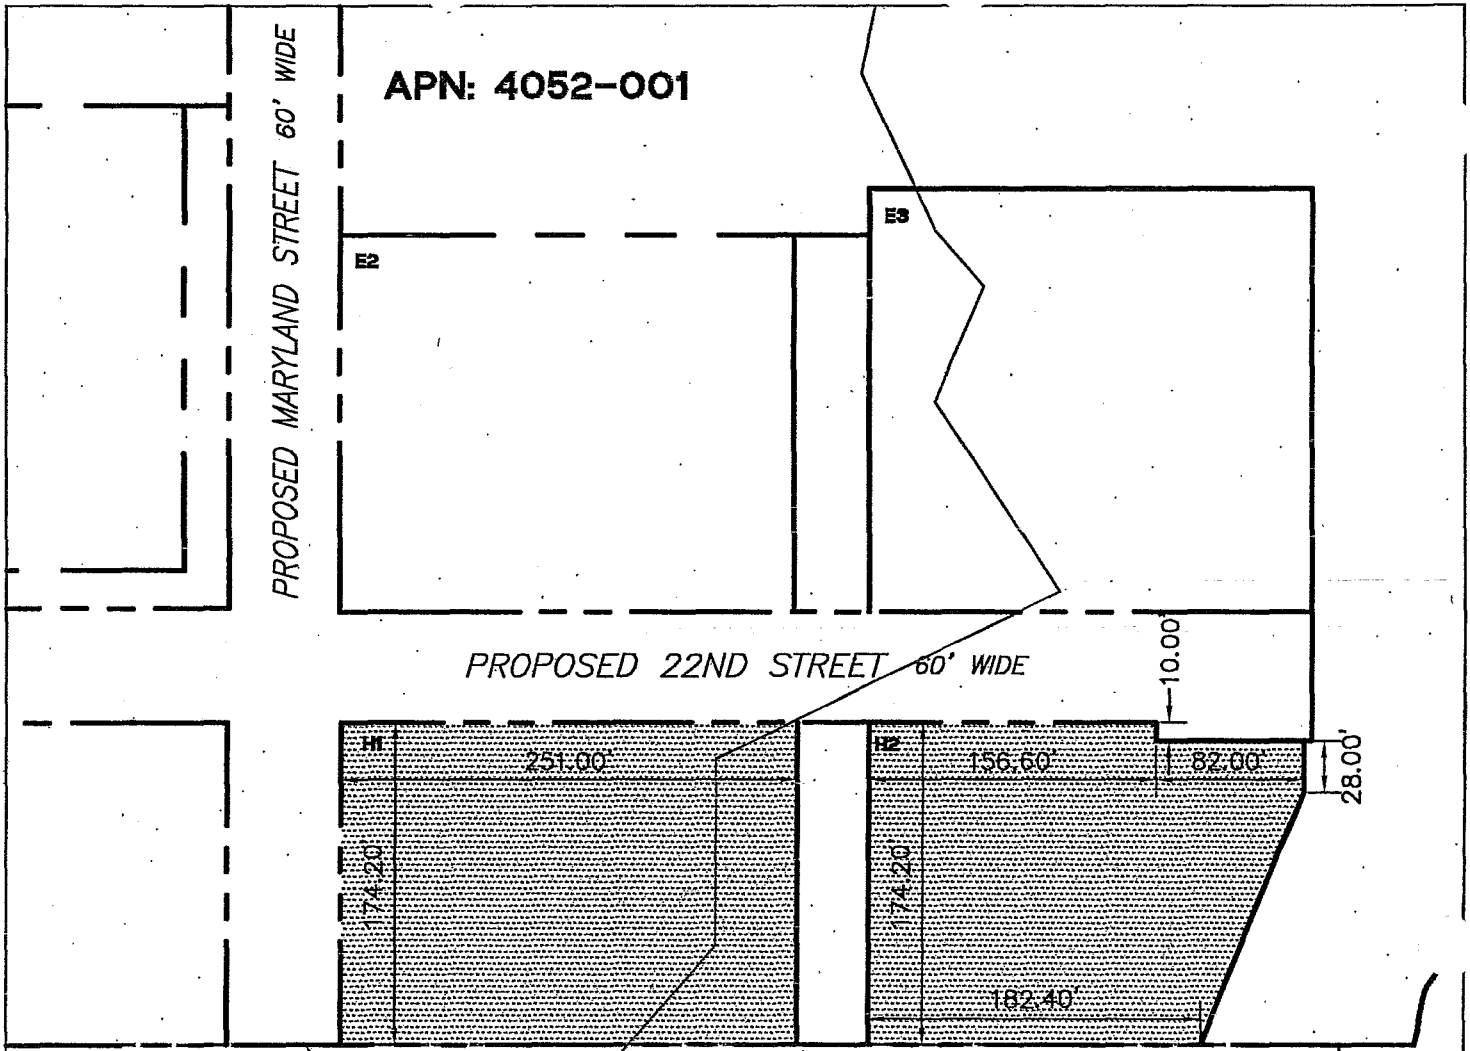 APN: 4052-001
PROPOSED MARYLAND STREET 60' WIDE
E2
E3
PROPOSED 22ND STREET 60' WIDE
10.00'
H1
251.00'
H2
156.60'
82.00'
28.00'
174.20'
174.20'
182.40'